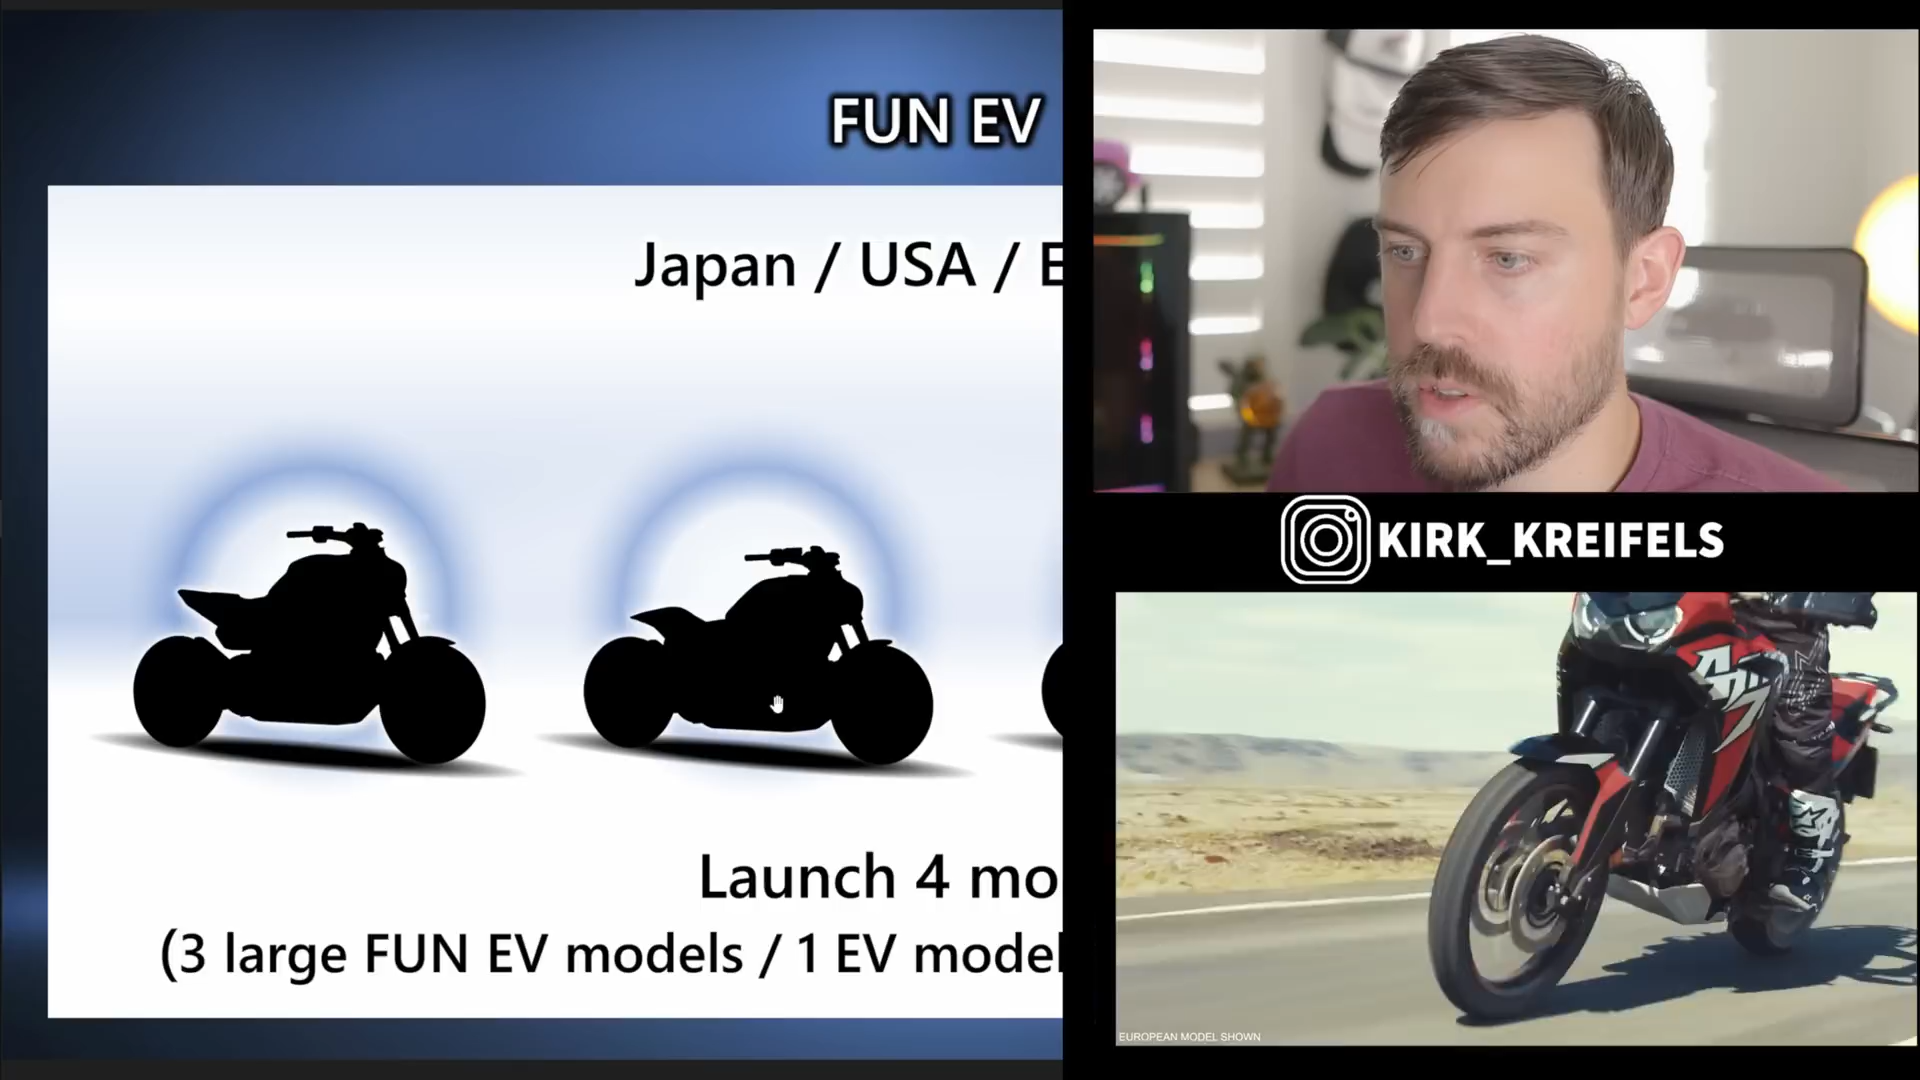 FUN EV
Japan / USA / E
Launch 4 mo
(3 large FUN EV models / 1 EV model
KIRK_KREIFELS
EUROPEAN MODEL SHOWN